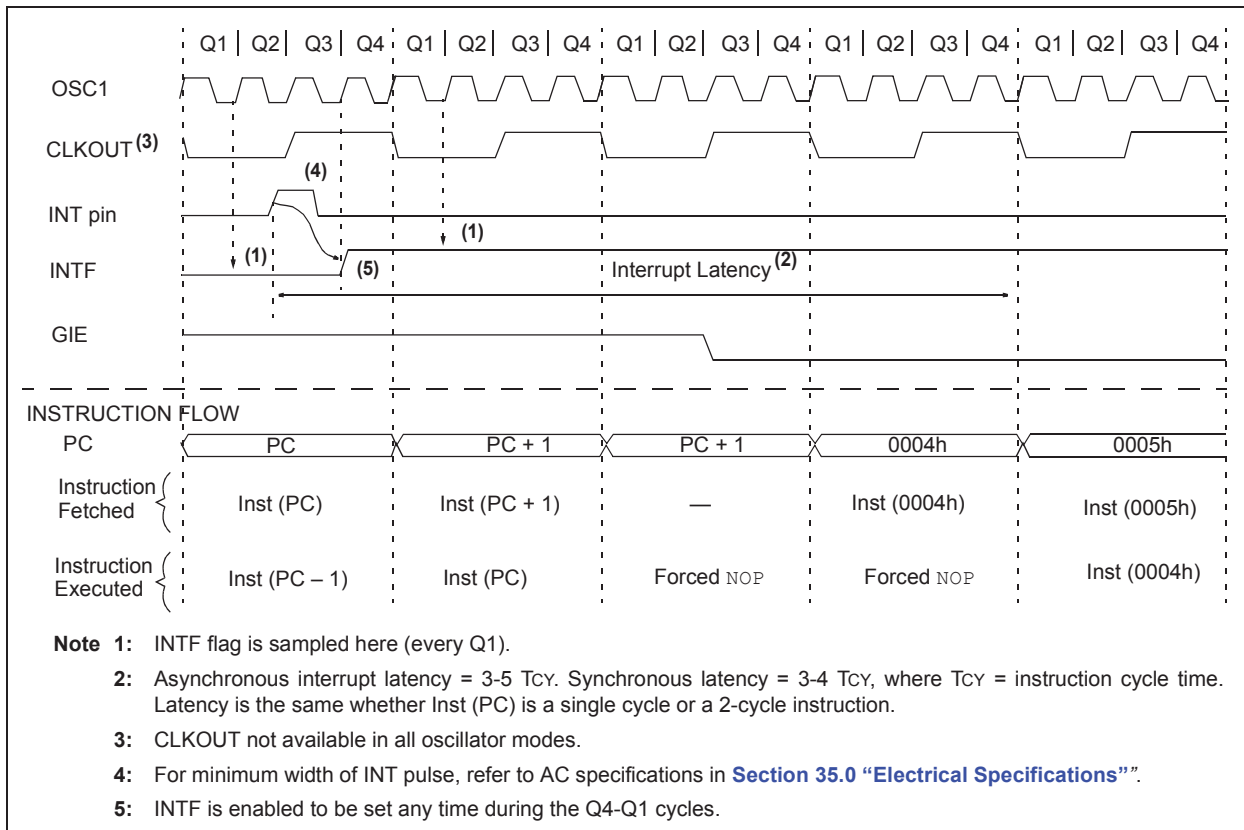 Q1 Q2 Q3 Q4 Q1 Q2 Q3 Q4 Q1 Q2 Q3 Q4 Q1 Q2 Q3 Q4 Q1 Q2 Q3 Q4
OSC1
CLKOUT (3)
(4)
INT pin
(1)
(1)
INTF
(5)
Interrupt Latency (2)
GIE
INSTRUCTION FLOW
PC PC PC + 1 PC + 1 0004h 0005h
Instruction
Fetched
Inst (PC) Inst (PC + 1) — Inst (0004h) Inst (0005h)
Instruction
Executed
Inst (PC – 1) Inst (PC) Forced NOP Forced NOP Inst (0004h)
Note 1: INTF flag is sampled here (every Q1).
2: Asynchronous interrupt latency = 3-5 TCY. Synchronous latency = 3-4 TCY, where TCY = instruction cycle time.
Latency is the same whether Inst (PC) is a single cycle or a 2-cycle instruction.
3: CLKOUT not available in all oscillator modes.
4: For minimum width of INT pulse, refer to AC specifications in Section 35.0 “Electrical Specifications””.
5: INTF is enabled to be set any time during the Q4-Q1 cycles.